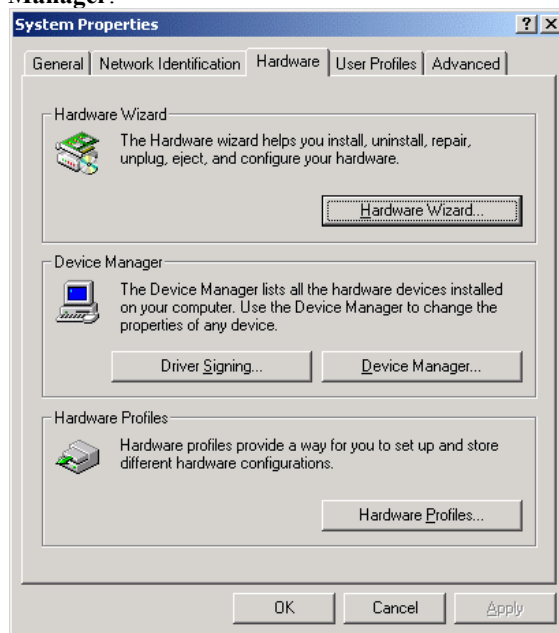 Manager.
System Properties
General
Network Identification
Hardware
User Profiles
Advanced
Hardware Wizard
The Hardware wizard helps you install, uninstall, repair,
unplug, eject, and configure your hardware.
Hardware Wizard...
Device Manager
The Device Manager lists all the hardware devices installed
on your computer. Use the Device Manager to change the
properties of any device.
Driver Signing...
Device Manager...
Hardware Profiles
Hardware profiles provide a way for you to set up and store
different hardware configurations.
Hardware Profiles...
OK
Cancel
Apply